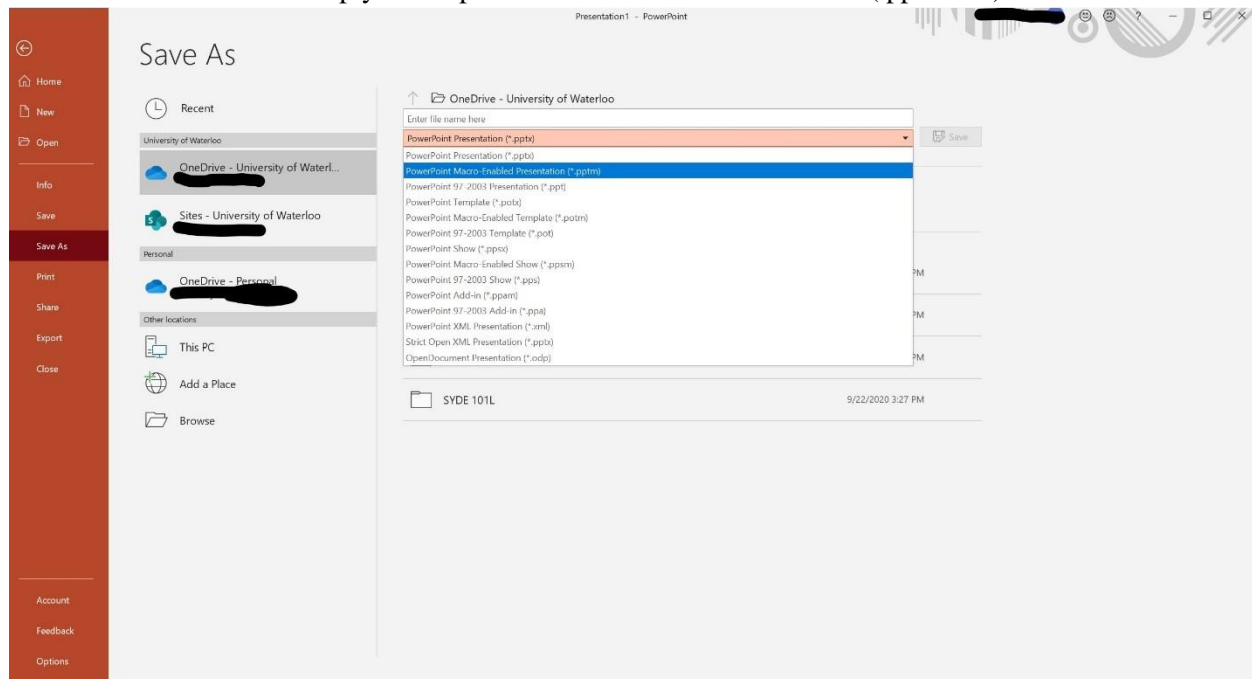 Presentation1 - PowerPoint
?
Save As
Home
New
Open
Info
Save
Save As
Print
Share
Export
Close
Account
Feedback
Options
Recent
University of Waterloo
OneDrive - University of Waterl...
Sites - University of Waterloo
Personal
OneDrive - Personal
Other locations
This PC
Add a Place
Browse
OneDrive - University of Waterloo
Enter file name here
PowerPoint Presentation (*.pptx)
Save
PowerPoint Presentation (*.pptx)
PowerPoint Macro-Enabled Presentation (*.pptm)
PowerPoint 97-2003 Presentation (*.ppt)
PowerPoint Template (*.potx)
PowerPoint Macro-Enabled Template (*.potm)
PowerPoint 97-2003 Template (*.pot)
PowerPoint Show (*.ppsx)
PowerPoint Macro-Enabled Show (*.ppsm)
PowerPoint 97-2003 Show (*.pps)
PowerPoint Add-in (*.ppam)
PowerPoint 97-2003 Add-in (*.ppa)
PowerPoint XML Presentation (*.xml)
Strict Open XML Presentation (*.pptx)
OpenDocument Presentation (*.odp)
PM
PM
PM
SYDE 101L 9/22/2020 3:27 PM